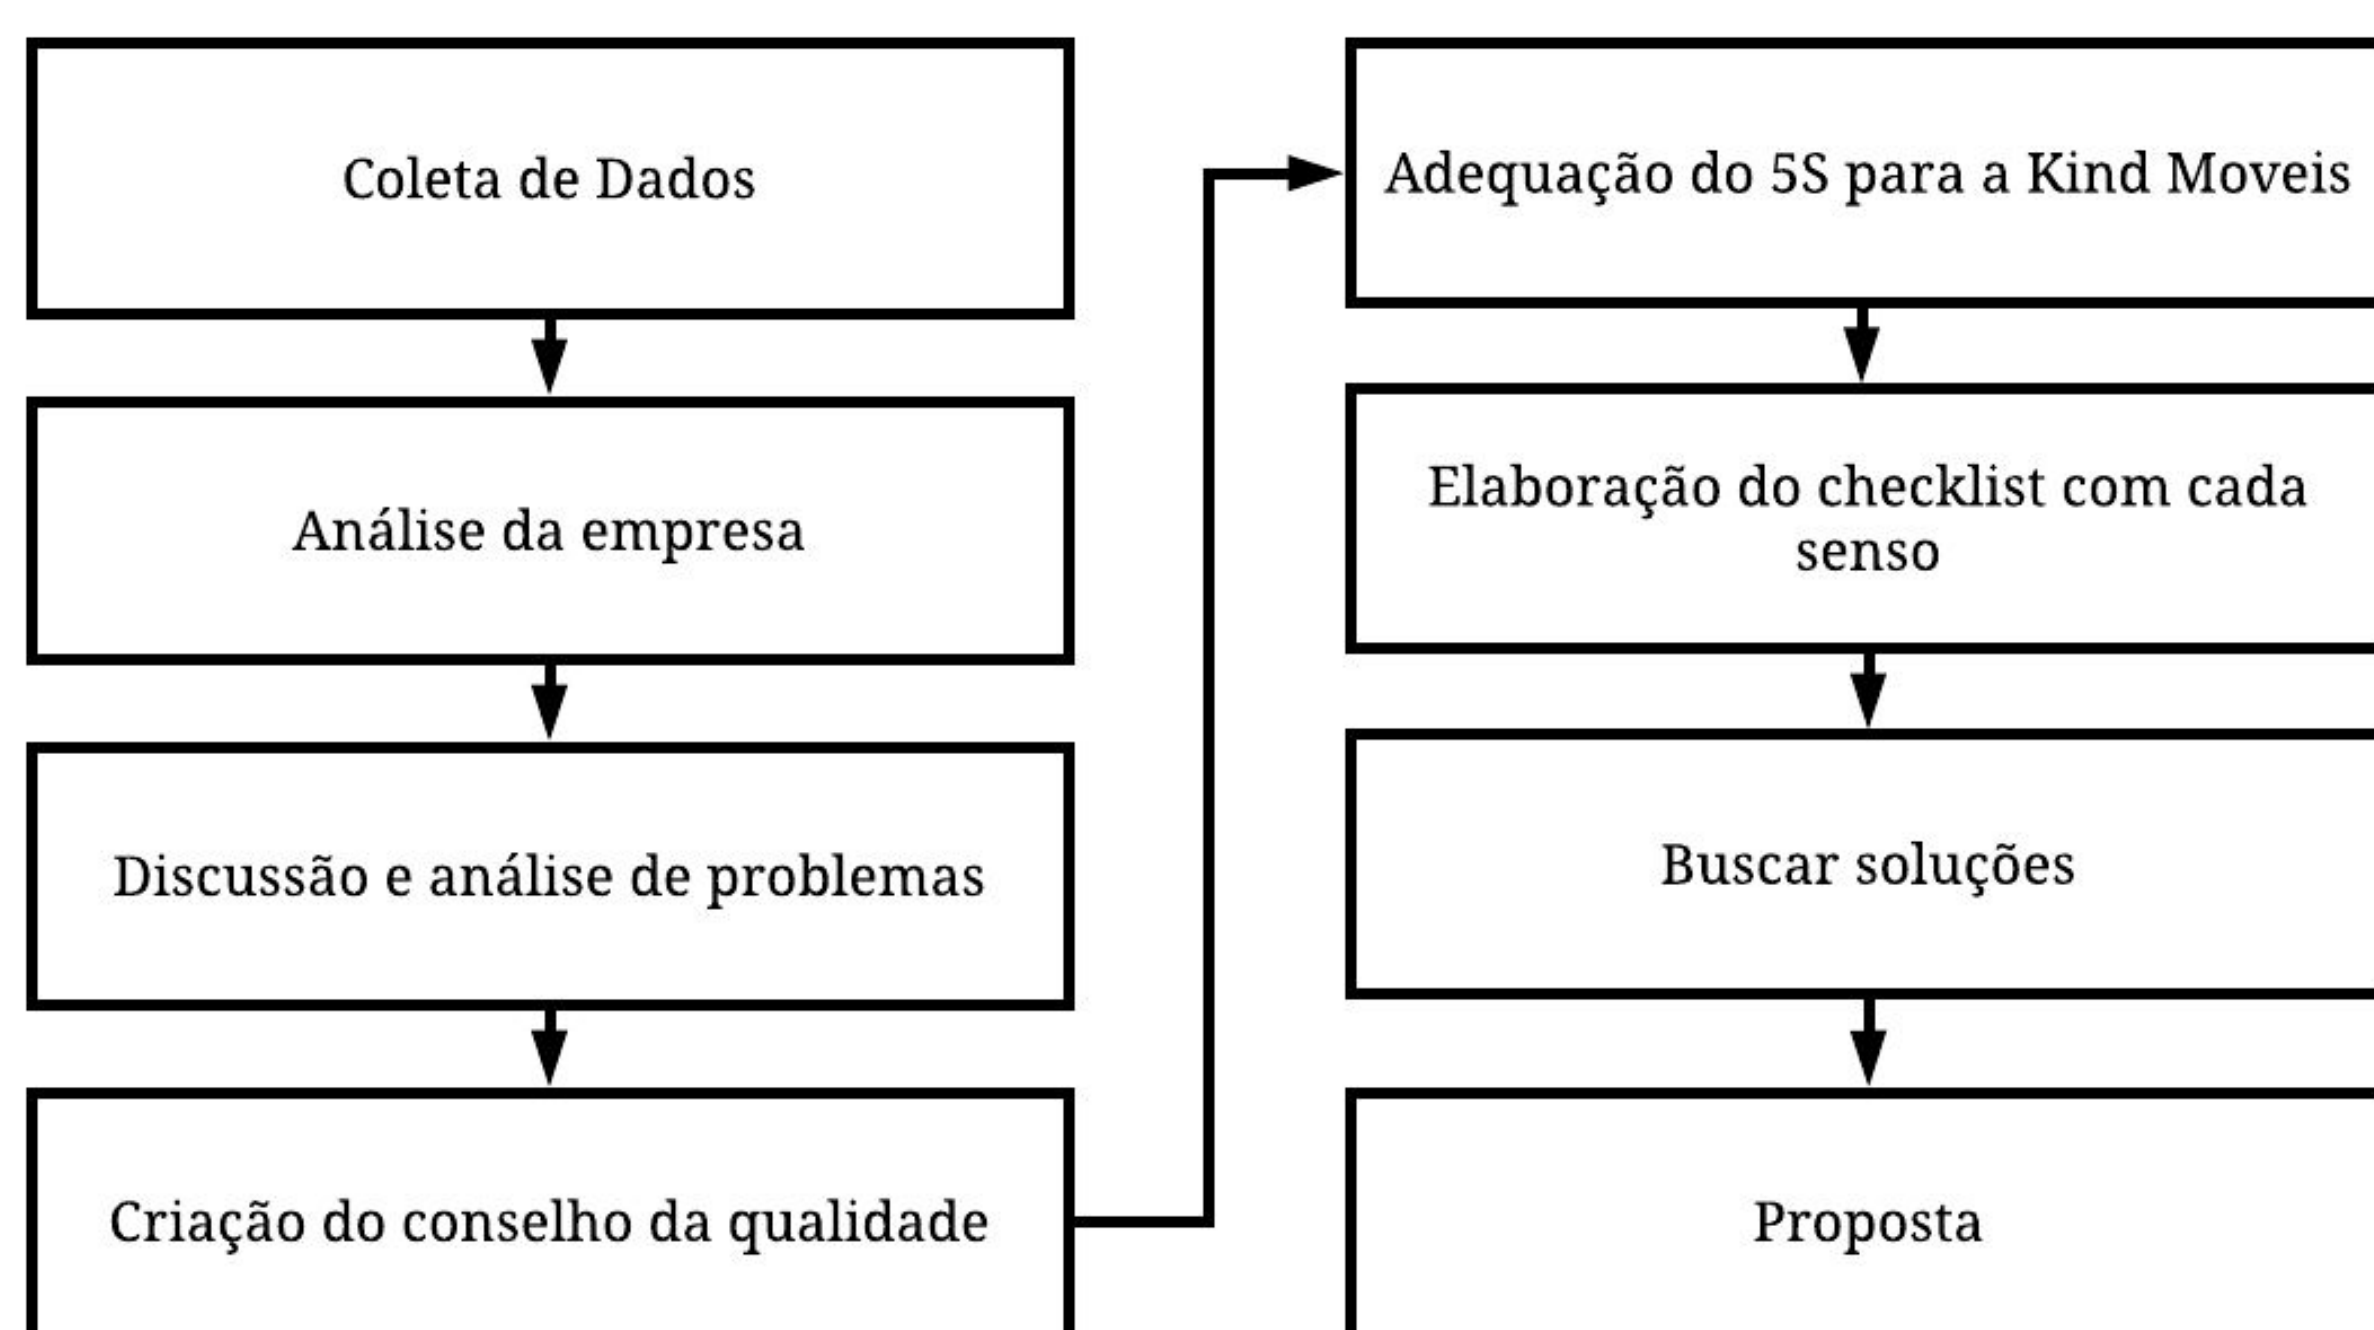 Coleta de Dados
Análise da empresa
Discussão e análise de problemas
Criação do conselho da qualidade
Adequação do 5S para a Kind Moveis
Elaboração do checklist com cada
senso
Buscar soluções
Proposta